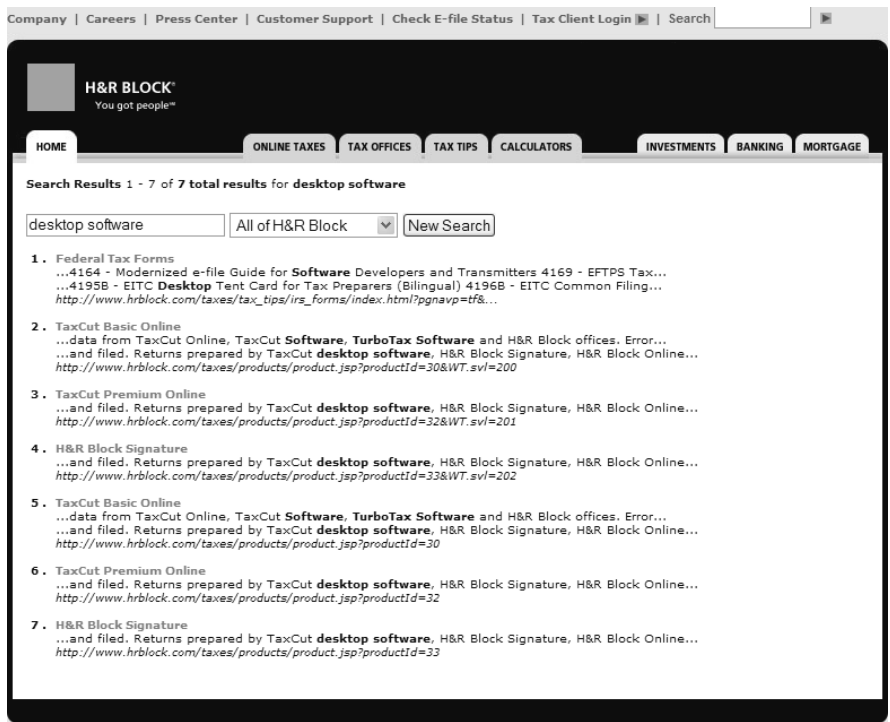 Company | Careers | Press Center | Customer Support | Check E-file Status | Tax Client Login | Search
H&R BLOCK®
You got people℠
HOME ONLINE TAXES TAX OFFICES TAX TIPS CALCULATORS INVESTMENTS BANKING MORTGAGE
Search Results 1 - 7 of 7 total results for desktop software
desktop software All of H&R Block New Search
1. Federal Tax Forms
...4164 - Modernized e-file Guide for Software Developers and Transmitters 4169 - EFTPS Tax...
...4195B - EITC Desktop Tent Card for Tax Preparers (Bilingual) 4196B - EITC Common Filing...
http://www.hrblock.com/taxes/tax_tips/irs_forms/index.html?pgnavp=tf&...
2. TaxCut Basic Online
...data from TaxCut Online, TaxCut Software, TurboTax Software and H&R Block offices. Error...
...and filed. Returns prepared by TaxCut desktop software, H&R Block Signature, H&R Block Online...
http://www.hrblock.com/taxes/products/product.jsp?productId=30&WT.svl=200
3. TaxCut Premium Online
...and filed. Returns prepared by TaxCut desktop software, H&R Block Signature, H&R Block Online...
http://www.hrblock.com/taxes/products/product.jsp?productId=32&WT.svl=201
4. H&R Block Signature
...and filed. Returns prepared by TaxCut desktop software, H&R Block Signature, H&R Block Online...
http://www.hrblock.com/taxes/products/product.jsp?productId=33&WT.svl=202
5. TaxCut Basic Online
...data from TaxCut Online, TaxCut Software, TurboTax Software and H&R Block offices. Error...
...and filed. Returns prepared by TaxCut desktop software, H&R Block Signature, H&R Block Online...
http://www.hrblock.com/taxes/products/product.jsp?productId=30
6. TaxCut Premium Online
...and filed. Returns prepared by TaxCut desktop software, H&R Block Signature, H&R Block Online...
http://www.hrblock.com/taxes/products/product.jsp?productId=32
7. H&R Block Signature
...and filed. Returns prepared by TaxCut desktop software, H&R Block Signature, H&R Block Online...
http://www.hrblock.com/taxes/products/product.jsp?productId=33